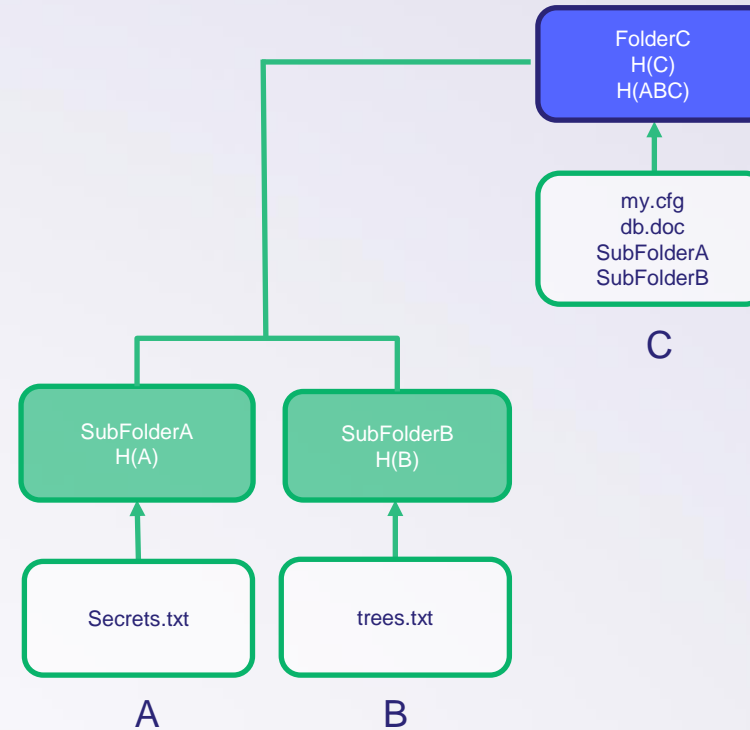 FolderC
H(C)
H(ABC)
my.cfg
db.doc
SubFolderA
SubFolderB
C
SubFolderA
H(A)
SubFolderB
H(B)
Secrets.txt
trees.txt
A
B